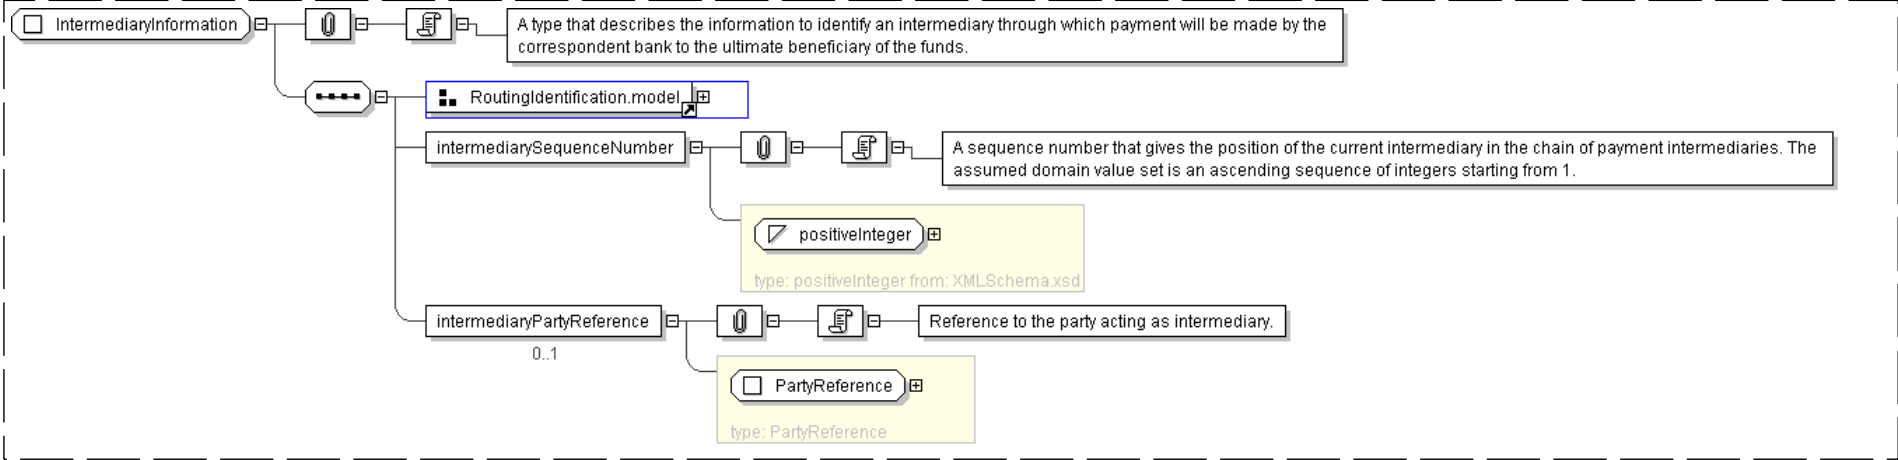 IntermediaryInformation
A type that describes the information to identify an intermediary through which payment will be made by the
correspondent bank to the ultimate beneficiary of the funds.
RoutingIdentification.model
intermediarySequenceNumber
A sequence number that gives the position of the current intermediary in the chain of payment intermediaries. The
assumed domain value set is an ascending sequence of integers starting from 1.
positiveInteger
type: positiveInteger from: XMLSchema.xsd
intermediaryPartyReference
Reference to the party acting as intermediary.
0..1
PartyReference
type: PartyReference